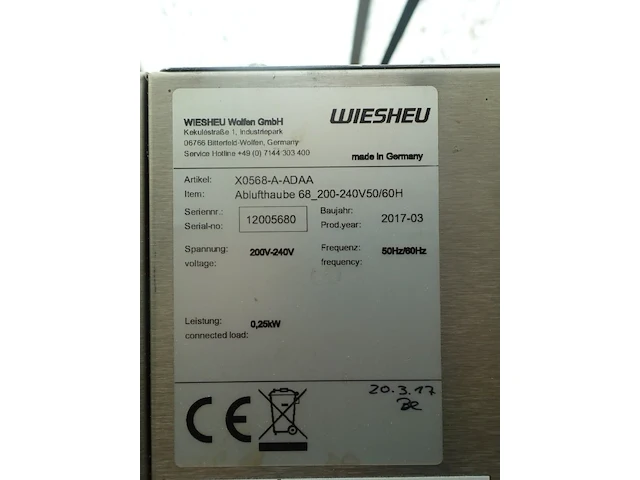 WIESHEU Wolfen GmbH
Kekuléstraße 1, Industriepark
06766 Bitterfeld-Wolfen, Germany
Service Hotline +49 (0) 7144 303 400
WIESHEU
made in Germany
Artikel: X0568-A-ADAA
Item: Ablufthaube 68_200-240V50/60H
Seriennr.: Baujahr:
Serial-no: 12005680 Prod.year: 2017-03
Spannung: 200V-240V Frequenz: 50Hz/60Hz
voltage: frequency:
Leistung: 0,25kW
connected load:
20.3.17
CE